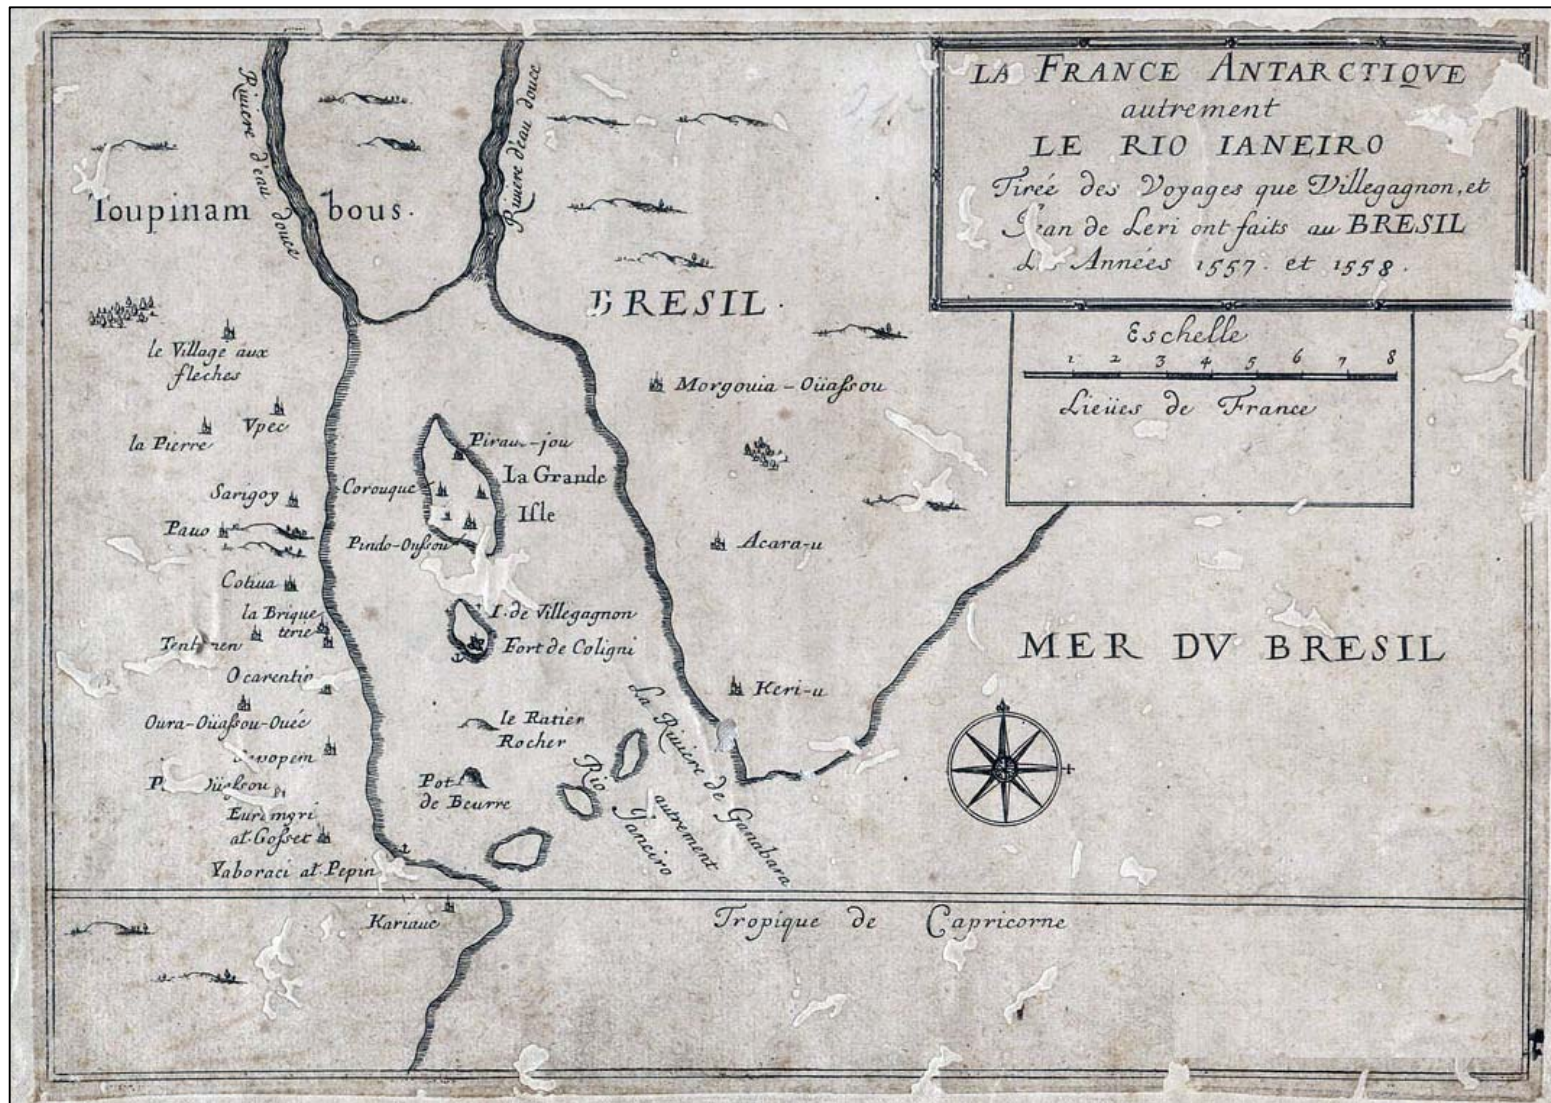 LA FRANCE ANTARCTIQVE
autrement
LE RIO IANEIRO
Tirée des Voyages que Villegagnon, et
Jean de Leri ont faits au BRESIL
Les Années 1557. et 1558.
Eschelle
1 2 3 4 5 6 7 8
Lieües de France
Riuiere d'eau douce
Riuiere d'eau douce
Toupinam bous.
BRESIL.
le Village aux
fleches
Morgouia-Oüassou
Vpec
la Pierre
Pirau-jou
La Grande
Isle
Corouque
Sarigoy
Pauo
Pindo-Oussou
Acara-u
Cotiua
I. de Villegagnon
la Brique
terie
Fort de Coligni
MER DV BRESIL
Ocarentin
Keri-u
Oura-Oüassou-Oueé
le Ratier
Rocher
Pot
de Beurre
La Riuiere de Ganabara
autrement
Rio
Janeiro
al. Gosset
Yaboraci al. Pepin
Kariauc
Tropique de Capricorne